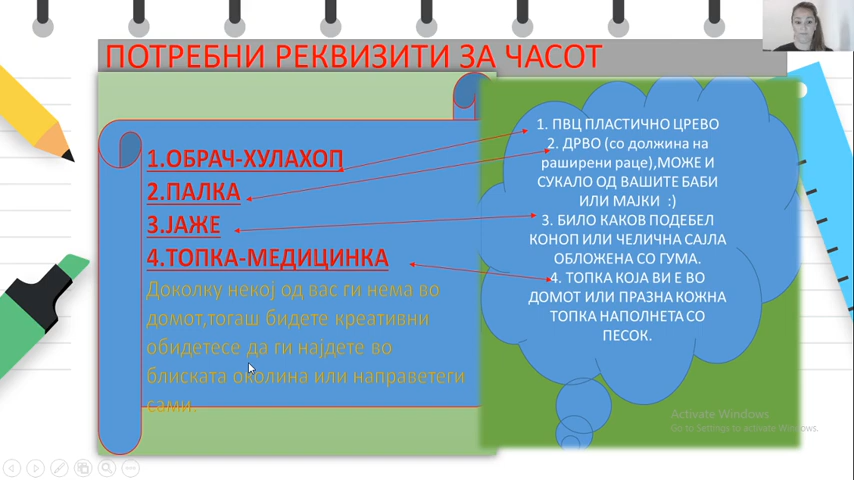 ПОТРЕБНИ РЕКВИЗИТИ ЗА ЧАСОТ
1.ОБРАЧ-ХУЛАХОП
2.ПАЛКА
3.ЈАЖЕ
4.ТОПКА-МЕДИЦИНКА
Доколку некој од вас ги нема во
домот,тогаш бидете креативни
обидетесе да ги најдете во
блиската околина или направетеги
сами.
1. ПВЦ ПЛАСТИЧНО ЦРЕВО
2. ДРВО (со должина на
раширени раце),МОЖЕ И
СУКАЛО ОД ВАШИТЕ БАБИ
ИЛИ МАЈКИ :)
3. БИЛО КАКОВ ПОДЕБЕЛ
КОНОП ИЛИ ЧЕЛИЧНА САЈЛА
ОБЛОЖЕНА СО ГУМА.
4. ТОПКА КОЈА ВИ Е ВО
ДОМОТ ИЛИ ПРАЗНА КОЖНА
ТОПКА НАПОЛНЕТА СО
ПЕСОК.
Activate Windows
Go to Settings to activate Windows.